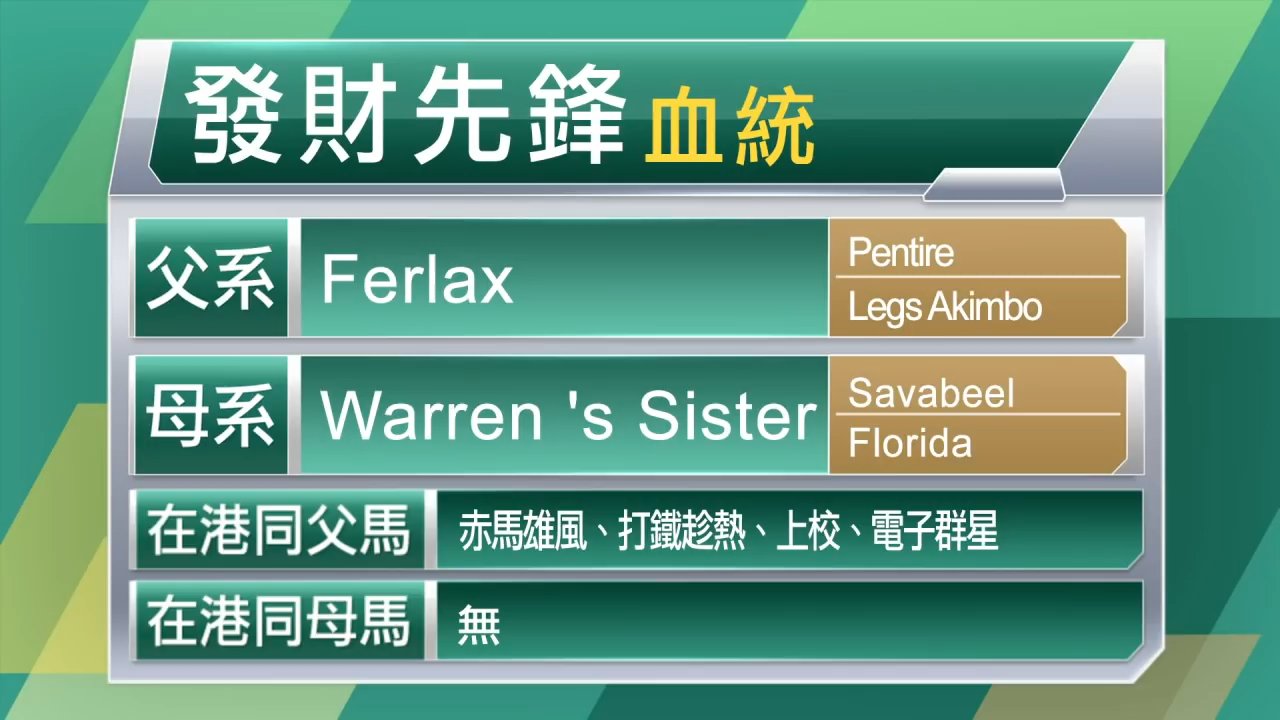 發財先鋒 血統
父系 Ferlax
Pentire
Legs Akimbo
母系 Warren 's Sister
Savabeel
Florida
在港同父馬 赤馬雄風、打鐵趁熱、上校、電子群星
在港同母馬 無